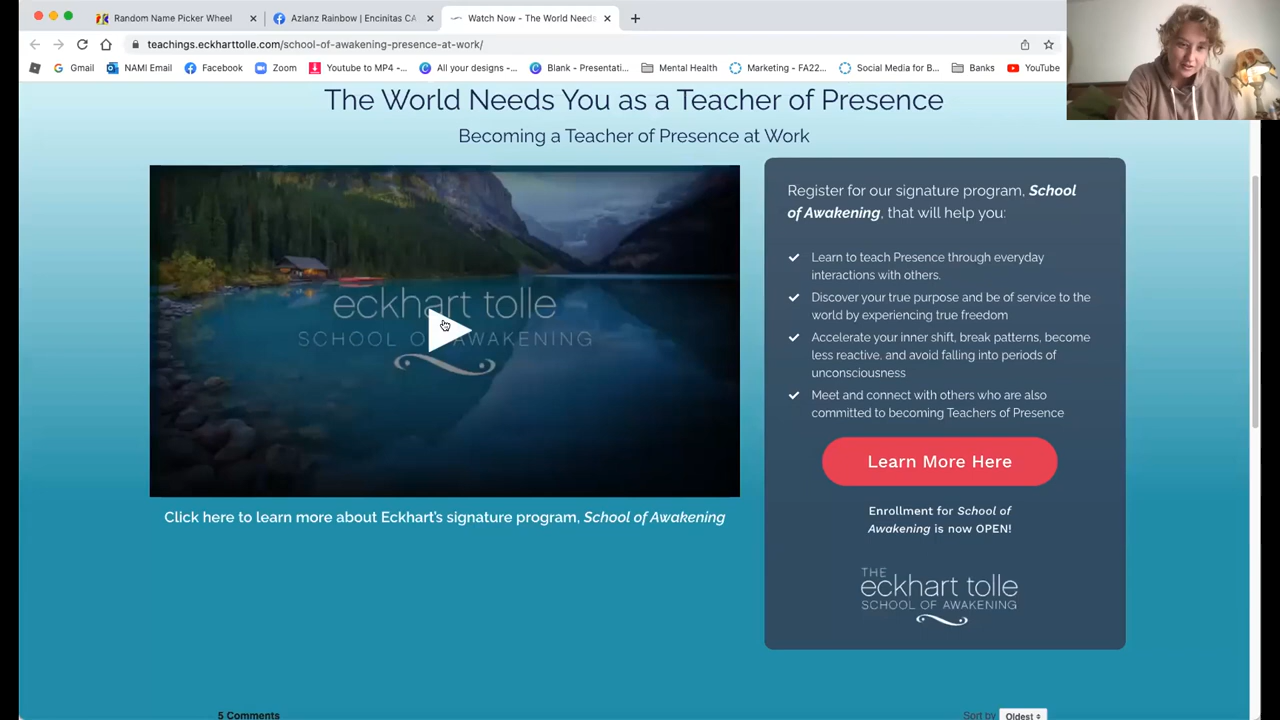 Random Name Picker Wheel
Azlanz Rainbow | Encinitas CA
Watch Now - The World Needs
teachings.eckharttolle.com/school-of-awakening-presence-at-work/
Gmail
NAMI Email
Facebook
Zoom
Youtube to MP4 -...
All your designs -...
Blank - Presentati...
Mental Health
Marketing - FA22...
Social Media for B...
Banks
YouTube
The World Needs You as a Teacher of Presence
Becoming a Teacher of Presence at Work
eckhart tolle
SCHOOL OF AWAKENING
Click here to learn more about Eckhart's signature program, School of Awakening
Register for our signature program, School
of Awakening, that will help you:
Learn to teach Presence through everyday
interactions with others.
Discover your true purpose and be of service to the
world by experiencing true freedom
Accelerate your inner shift, break patterns, become
less reactive, and avoid falling into periods of
unconsciousness
Meet and connect with others who are also
committed to becoming Teachers of Presence
Learn More Here
Enrollment for School of
Awakening is now OPEN!
THE
eckhart tolle
SCHOOL OF AWAKENING
5 Comments
Sort by Oldest